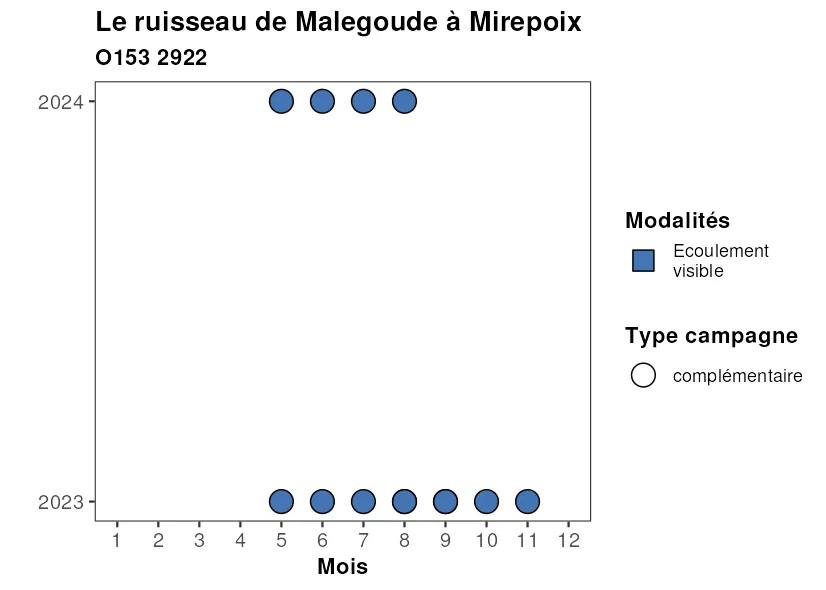 Le ruisseau de Malegoude à Mirepoix
O153 2922
2024
2023
1 2 3 4 5 6 7 8 9 10 11 12
Mois
Modalités
Ecoulement
visible
Type campagne
complémentaire